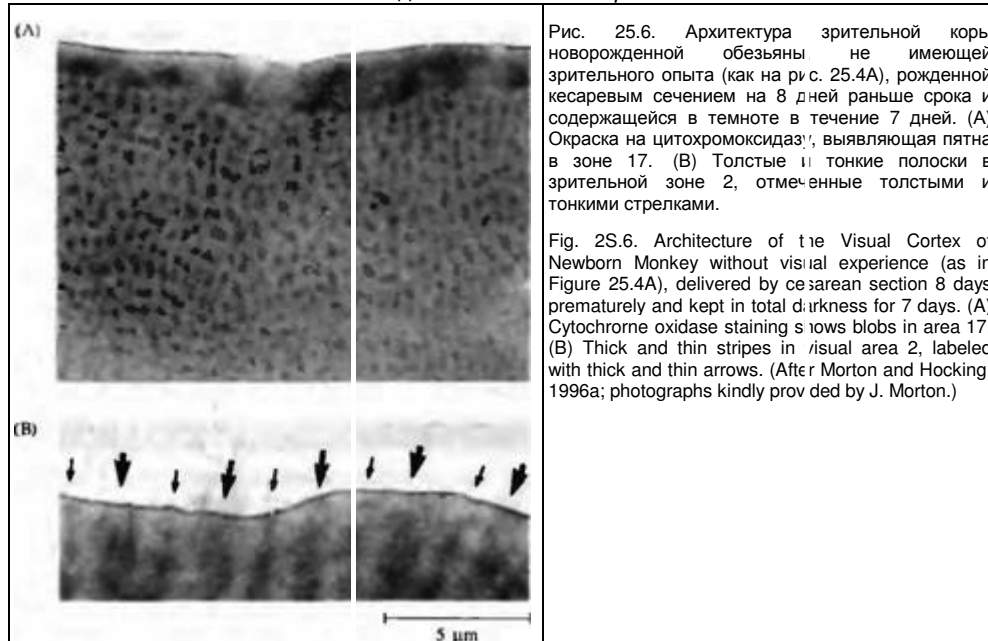 (A)
Рис. 25.6. Архитектура зрительной коры
новорожденной обезьяны не имеющей
зрительного опыта (как на рис. 25.4А), рожденной
кесаревым сечением на 8 дней раньше срока и
содержащейся в темноте в течение 7 дней. (А)
Окраска на цитохромоксидазу, выявляющая пятна
в зоне 17. (В) Толстые и тонкие полоски в
зрительной зоне 2, отмеченные толстыми и
тонкими стрелками.
Fig. 2S.6. Architecture of the Visual Cortex of
Newborn Monkey without visual experience (as in
Figure 25.4A), delivered by cesarean section 8 days
prematurely and kept in total darkness for 7 days. (A)
Cytochrorne oxidase staining shows blobs in area 17
(B) Thick and thin stripes in visual area 2, labeled
with thick and thin arrows. (After Morton and Hocking
1996a; photographs kindly provided by J. Morton.)
(B)
5 μm